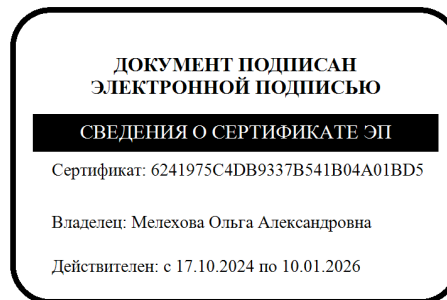 ДОКУМЕНТ ПОДПИСАН
ЭЛЕКТРОННОЙ ПОДПИСЬЮ
СВЕДЕНИЯ О СЕРТИФИКАТЕ ЭП
Сертификат: 6241975C4DB9337B541B04A01BD5
Владелец: Мелехова Ольга Александровна
Действителен: с 17.10.2024 по 10.01.2026